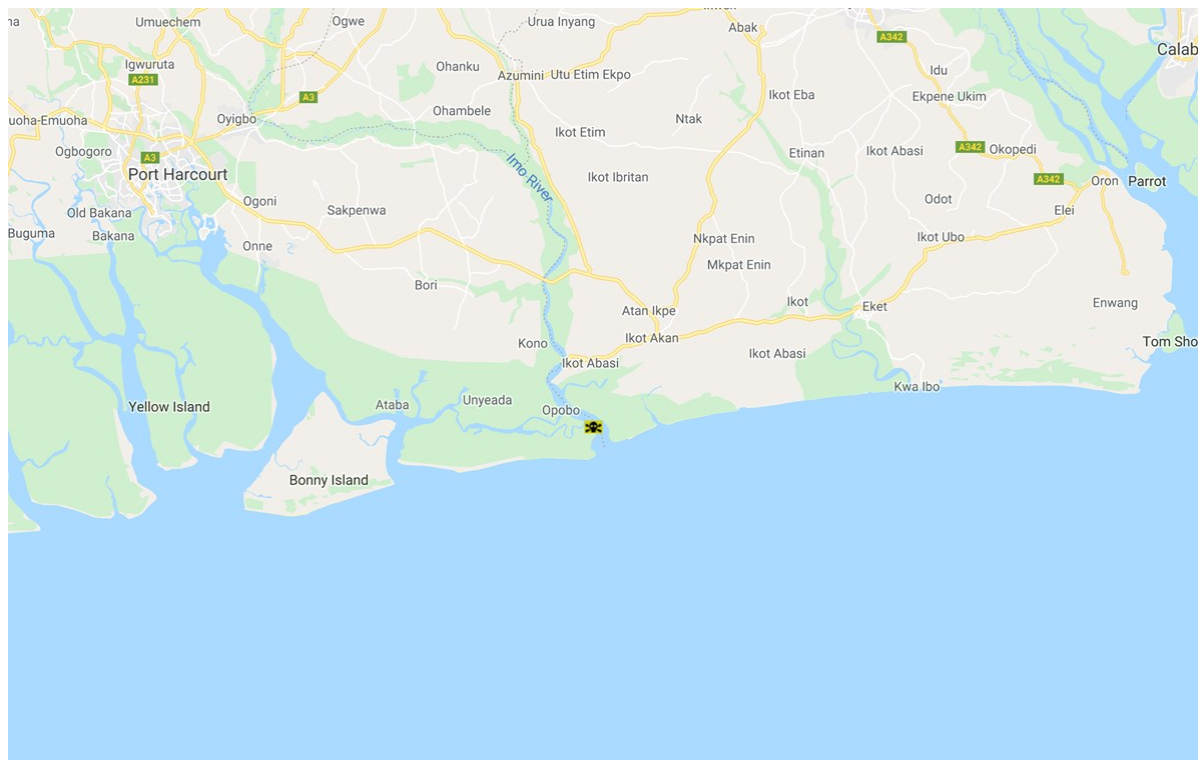 Umuechem
Ogwe
Urua Inyang
Abak
A342
Calab
Igwuruta
A231
Ohanku
Azumini
Utu Etim Ekpo
Idu
A3
Ohambele
Ikot Eba
Ekpene Ukim
uoha-Emuoha
Oyigbo
Ntak
Ikot Etim
Ogbogoro
A3
Etinan
Ikot Abasi
A342
Okopedi
Port Harcourt
Imo River
Ikot Ibritan
A342
Oron
Parrot
Ogoni
Sakpenwa
Odot
Elei
Old Bakana
Buguma
Bakana
Onne
Nkpat Enin
Ikot Ubo
Mkpat Enin
Bori
Atan Ikpe
Ikot
Eket
Enwang
Kono
Ikot Akan
Tom Sho
Ikot Abasi
Ikot Abasi
Kwa Ibo
Yellow Island
Ataba
Unyeada
Opobo
Bonny Island